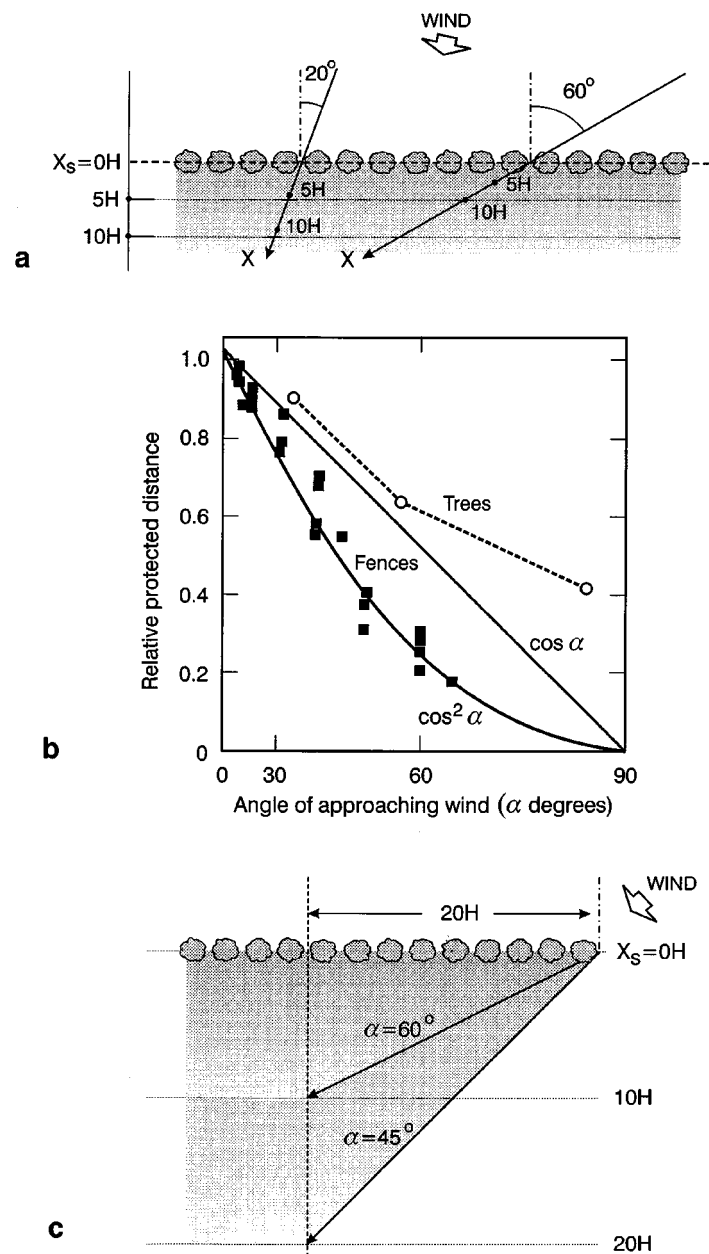 WIND
20°
60°
Xs=0H
5H
5H
5H
10H
10H
10H
X
X
a
1.0
0.8
0.6
0.4
0.2
0
Relative protected distance
Trees
Fences
cos α
cos² α
0 30 60 90
Angle of approaching wind (α degrees)
b
WIND
20H
Xs=0H
α=60°
10H
α=45°
20H
c